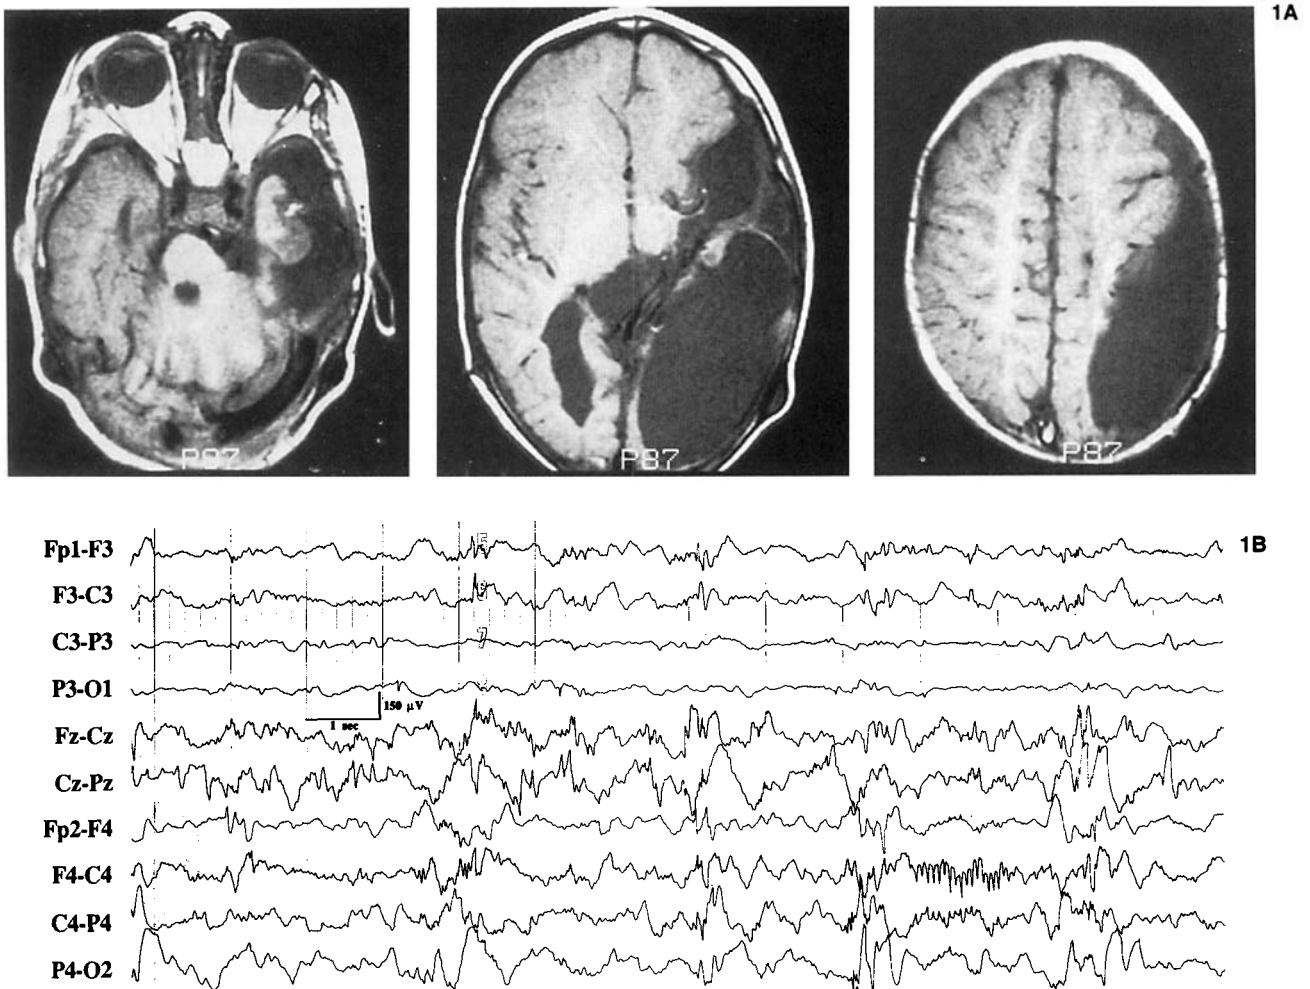 1A
P87
P87
P87
1B
Fp1-F3
F3-C3
7
C3-P3
P3-O1
150 μV
1 sec
Fz-Cz
Cz-Pz
Fp2-F4
F4-C4
C4-P4
P4-O2